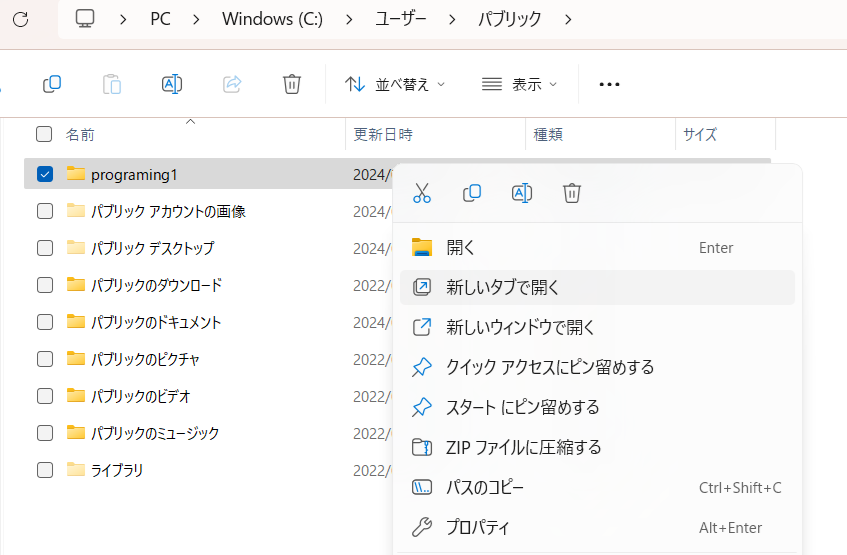 PC > Windows (C:) > ユーザー > パブリック >
並べ替え 表示 •••
名前 更新日時 種類 サイズ
programing1 2024/
パブリック アカウントの画像 2024/
パブリック デスクトップ 2024/
パブリックのダウンロード 2022/
パブリックのドキュメント 2024/
パブリックのピクチャ 2022/
パブリックのビデオ 2022/
パブリックのミュージック 2022/
ライブラリ 2022/
開く Enter
新しいタブで開く
新しいウィンドウで開く
クイック アクセスにピン留めする
スタート にピン留めする
ZIP ファイルに圧縮する
パスのコピー Ctrl+Shift+C
プロパティ Alt+Enter